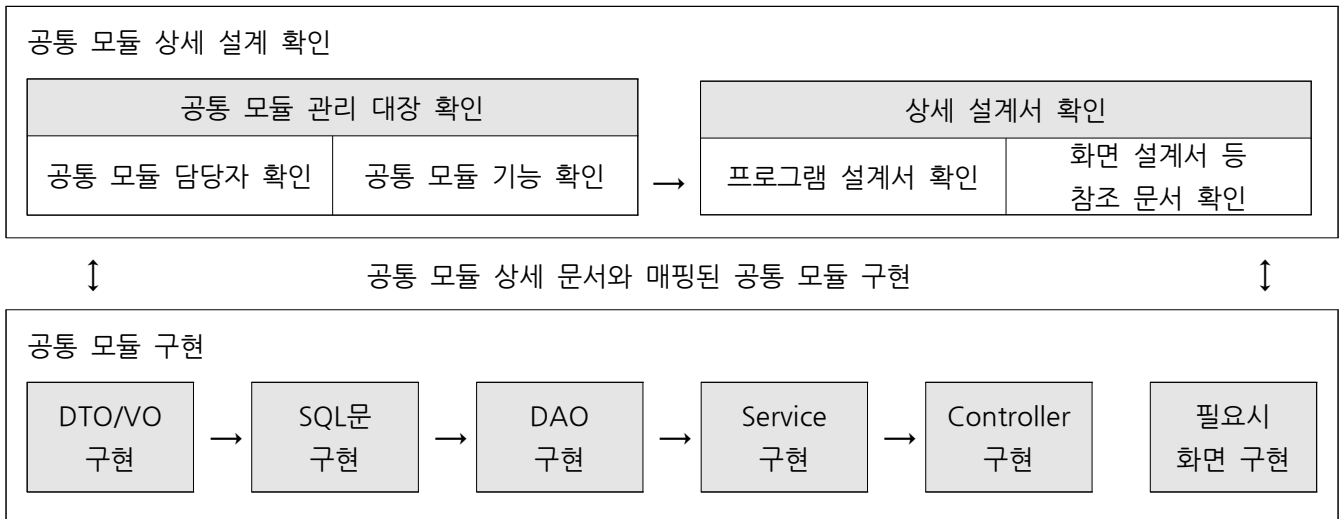 공통 모듈 상세 설계 확인
공통 모듈 관리 대장 확인
상세 설계서 확인
공통 모듈 담당자 확인
공통 모듈 기능 확인
→
프로그램 설계서 확인
화면 설계서 등
참조 문서 확인
↕ 공통 모듈 상세 문서와 매핑된 공통 모듈 구현 ↕
공통 모듈 구현
DTO/VO
구현
→
SQL문
구현
→
DAO
구현
→
Service
구현
→
Controller
구현
필요시
화면 구현